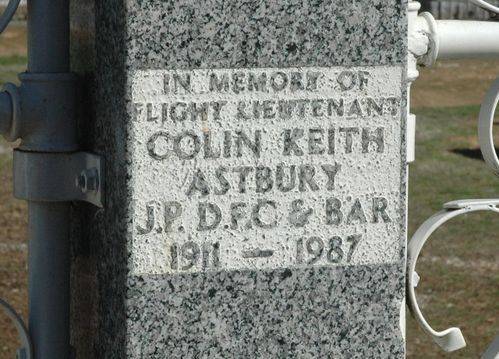 IN MEMORY OF
FLIGHT LIEUTENANT
COLIN KEITH
ASTBURY
J.P. D.F.C & BAR
1911 - 1987